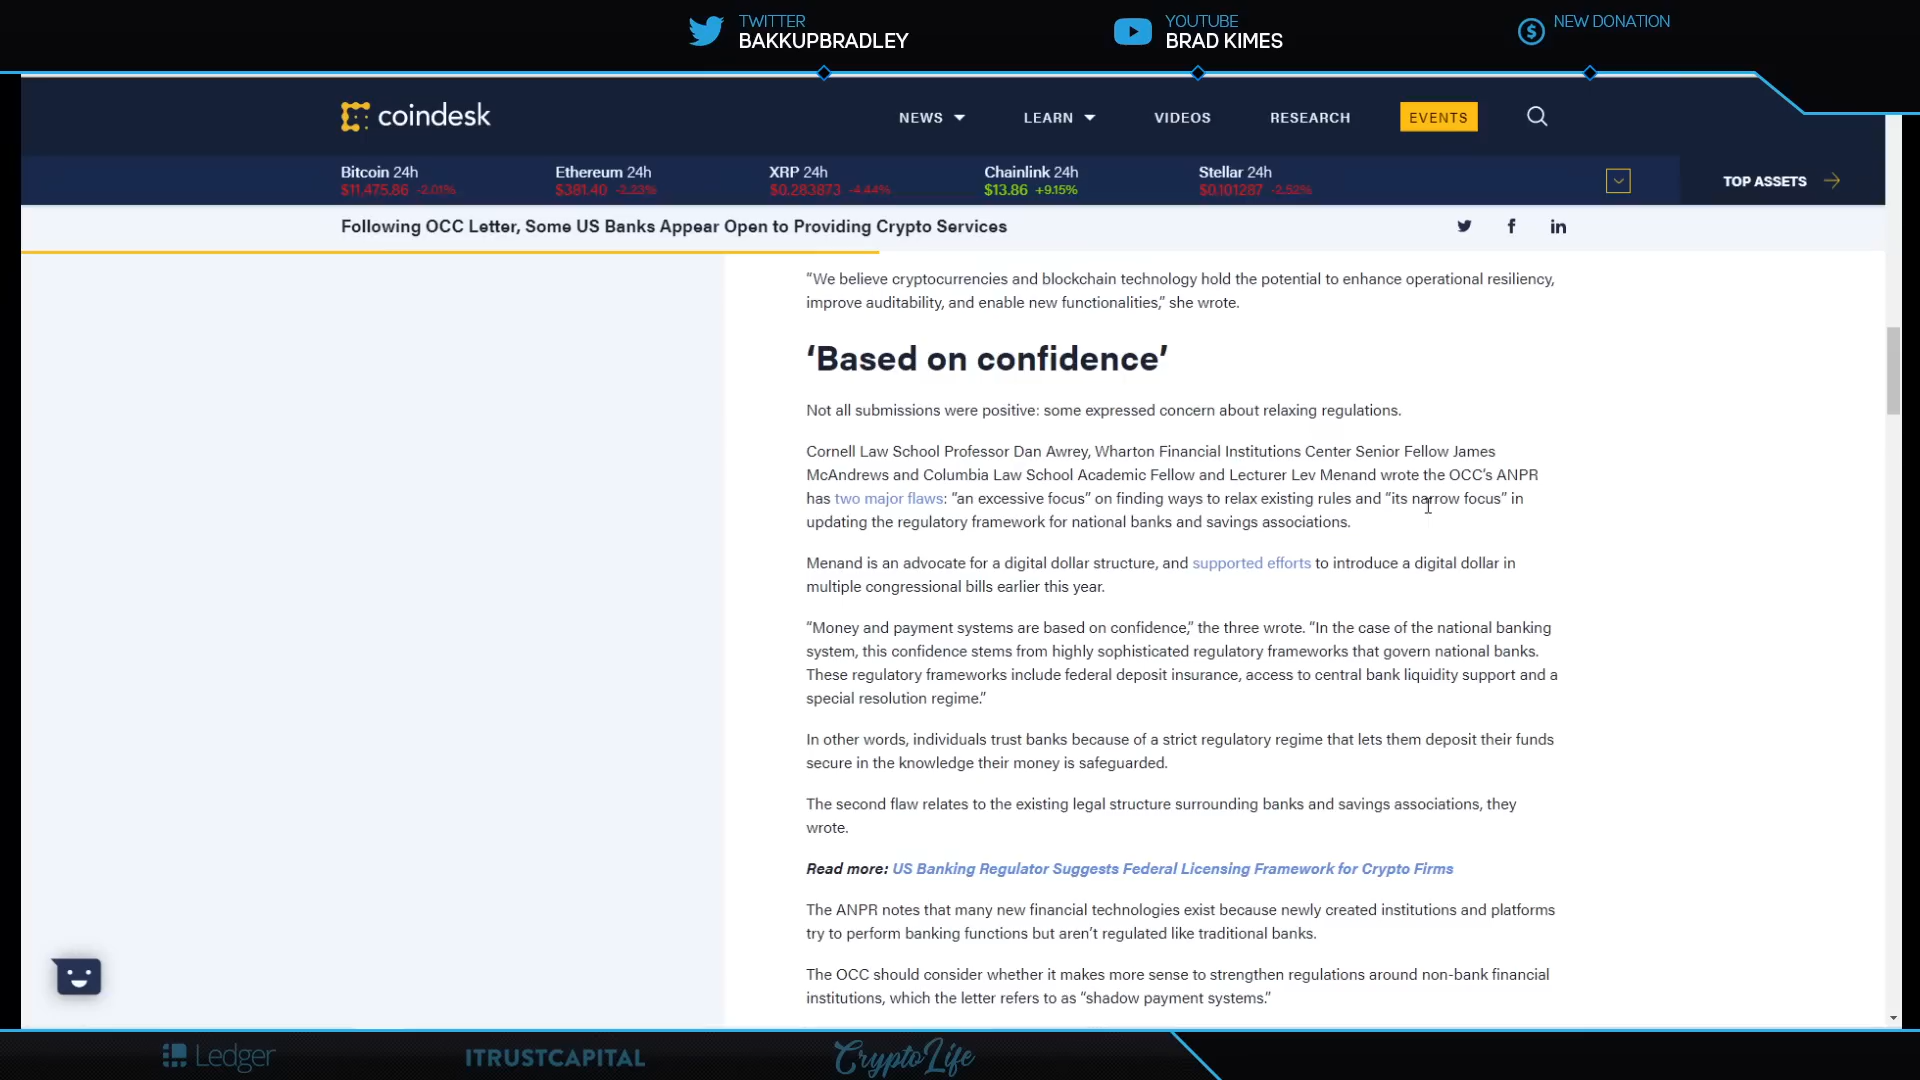 TWITTER
BAKKUPBRADLEY
YOUTUBE
BRAD KIMES
NEW DONATION
coindesk
NEWS
LEARN
VIDEOS
RESEARCH
EVENTS
Bitcoin 24h
$11,475.86 -2.01%
Ethereum 24h
$381.40 -2.23%
XRP 24h
$0.283873 -4.44%
Chainlink 24h
$13.86 +9.15%
Stellar 24h
$0.101287 -2.52%
TOP ASSETS
Following OCC Letter, Some US Banks Appear Open to Providing Crypto Services
“We believe cryptocurrencies and blockchain technology hold the potential to enhance operational resiliency,
improve auditability, and enable new functionalities,” she wrote.
‘Based on confidence’
Not all submissions were positive: some expressed concern about relaxing regulations.
Cornell Law School Professor Dan Awrey, Wharton Financial Institutions Center Senior Fellow James
McAndrews and Columbia Law School Academic Fellow and Lecturer Lev Menand wrote the OCC’s ANPR
has two major flaws: “an excessive focus” on finding ways to relax existing rules and “its narrow focus” in
updating the regulatory framework for national banks and savings associations.
Menand is an advocate for a digital dollar structure, and supported efforts to introduce a digital dollar in
multiple congressional bills earlier this year.
“Money and payment systems are based on confidence,” the three wrote. “In the case of the national banking
system, this confidence stems from highly sophisticated regulatory frameworks that govern national banks.
These regulatory frameworks include federal deposit insurance, access to central bank liquidity support and a
special resolution regime.”
In other words, individuals trust banks because of a strict regulatory regime that lets them deposit their funds
secure in the knowledge their money is safeguarded.
The second flaw relates to the existing legal structure surrounding banks and savings associations, they
wrote.
Read more: US Banking Regulator Suggests Federal Licensing Framework for Crypto Firms
The ANPR notes that many new financial technologies exist because newly created institutions and platforms
try to perform banking functions but aren’t regulated like traditional banks.
The OCC should consider whether it makes more sense to strengthen regulations around non-bank financial
institutions, which the letter refers to as “shadow payment systems.”
Ledger
ITRUSTCAPITAL
CryptoLife